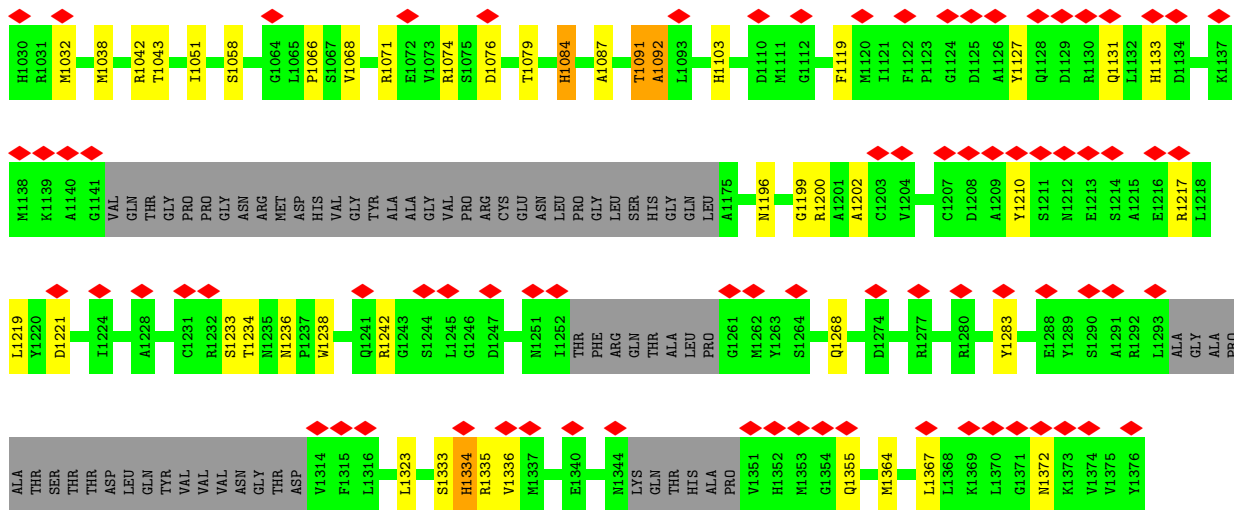 H1030 R1031 M1032 M1038 R1042 T1043 I1051 S1058 G1064 L1065 P1066 S1067 V1068 R1071 E1072 V1073 R1074 S1075 D1076 T1079 H1084 A1087 T1091 A1092 L1093 H1103 D1110 M1111 G1112 F1119 M1120 I1121 F1122 P1123 G1124 D1125 A1126 Y1127 Q1128 D1129 R1130 Q1131 L1132 H1133 D1134 K1137
M1138 K1139 A1140 G1141 VAL GLN THR GLY PRO PRO GLY ASN ARG MET ASP HIS VAL GLY TYR ALA ALA GLY VAL PRO ARG CYS GLU ASN LEU PRO GLY LEU SER HIS GLY GLN LEU A1175 N1196 G1199 R1200 A1201 A1202 C1203 V1204 C1207 D1208 A1209 Y1210 S1211 N1212 E1213 S1214 A1215 E1216 R1217 L1218
L1219 Y1220 D1221 I1224 A1228 C1231 R1232 S1233 T1234 N1235 N1236 P1237 W1238 Q1241 R1242 G1243 S1244 L1245 G1246 D1247 N1251 I1252 THR PHE ARG GLN THR ALA LEU PRO G1261 M1262 Y1263 S1264 Q1268 D1274 R1277 R1280 Y1283 E1288 Y1289 S1290 A1291 R1292 L1293 ALA GLY ALA PRO
ALA THR SER THR THR ASP LEU GLN TYR VAL VAL VAL ASN GLY THR ASP V1314 F1315 L1316 L1323 S1333 H1334 R1335 V1336 M1337 E1340 N1344 LYS GLN THR HIS ALA PRO V1351 H1352 M1353 G1354 Q1355 M1364 L1367 L1368 K1369 L1370 G1371 N1372 K1373 V1374 V1375 Y1376